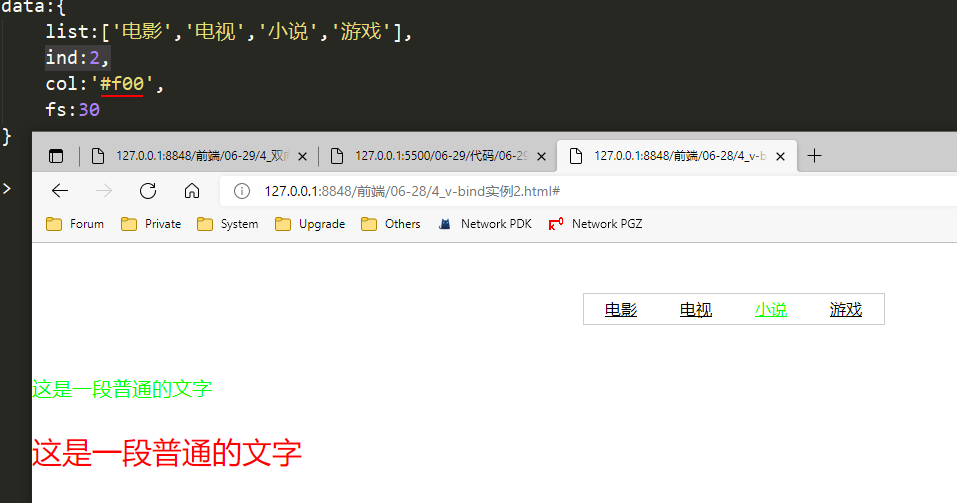 data:{
list:['电影','电视','小说','游戏'],
ind:2,
col:'#f00',
fs:30
}
127.0.0.1:8848/前端/06-29/4_双向
127.0.0.1:5500/06-29/代码/06-29
127.0.0.1:8848/前端/06-28/4_v-b
127.0.0.1:8848/前端/06-28/4_v-bind实例2.html#
Forum Private System Upgrade Others Network PDK Network PGZ
电影 电视 小说 游戏
这是一段普通的文字
这是一段普通的文字